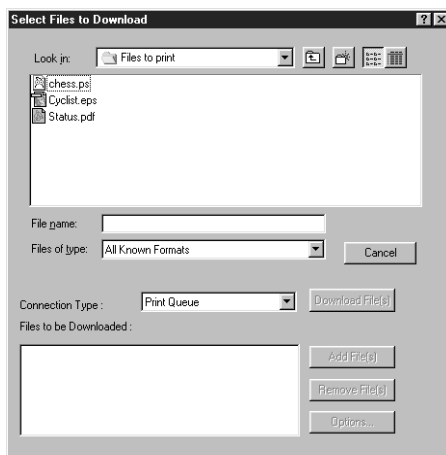 Select Files to Download
Look in: Files to print
chess.ps
Cyclist.eps
Status.pdf
File name:
Files of type: All Known Formats Cancel
Connection Type : Print Queue Download File(s)
Files to be Downloaded :
Add File(s)
Remove File(s)
Options...